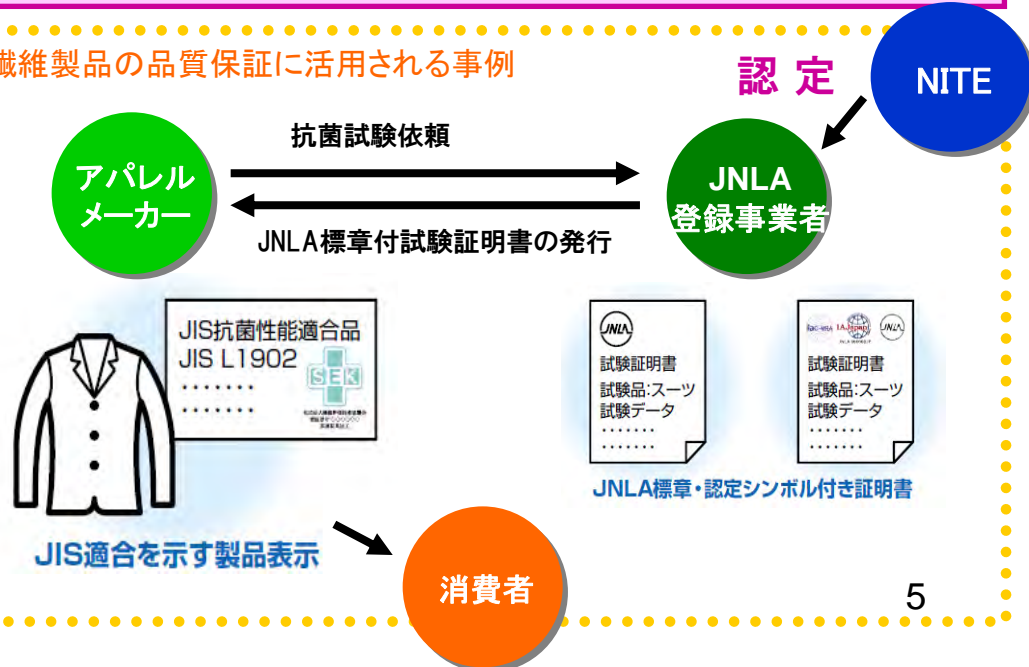 繊維製品の品質保証に活用される事例
認 定
NITE
抗菌試験依頼
アパレル
メーカー
JNLA
登録事業者
JNLA標章付試験証明書の発行
JIS抗菌性能適合品
JIS L1902
・・・・・・・
SEK
・・・・・・・
JNLA
試験証明書
試験品:スーツ
試験データ
・・・・・・・
・・・・・・・
ilac-MRA
IAJapan
JNLA
試験証明書
試験品:スーツ
試験データ
・・・・・・・
・・・・・・・
JNLA標章・認定シンボル付き証明書
JIS適合を示す製品表示
消費者
5